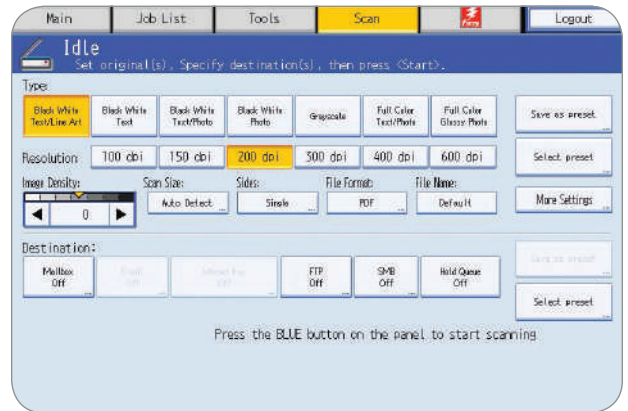 Main Job List Tools Scan Fiery Logout
Idle
Set original(s), Specify destination(s), then press <Start>.
Type:
Black White Text/Line Art
Black White Text
Black White Text/Photo
Black White Photo
Grayscale
Full Color Text/Photo
Full Color Glossy Photo
Save as preset
Resolution 100 dpi 150 dpi 200 dpi 300 dpi 400 dpi 600 dpi Select preset
Image Density: Scan Size: Sides: File Format: File Name:
0 Auto Detect Single PDF Default More Settings
Destination:
Mailbox Off
FTP Off
SMB Off
Hold Queue Off
Save as preset
Select preset
Press the BLUE button on the panel to start scanning